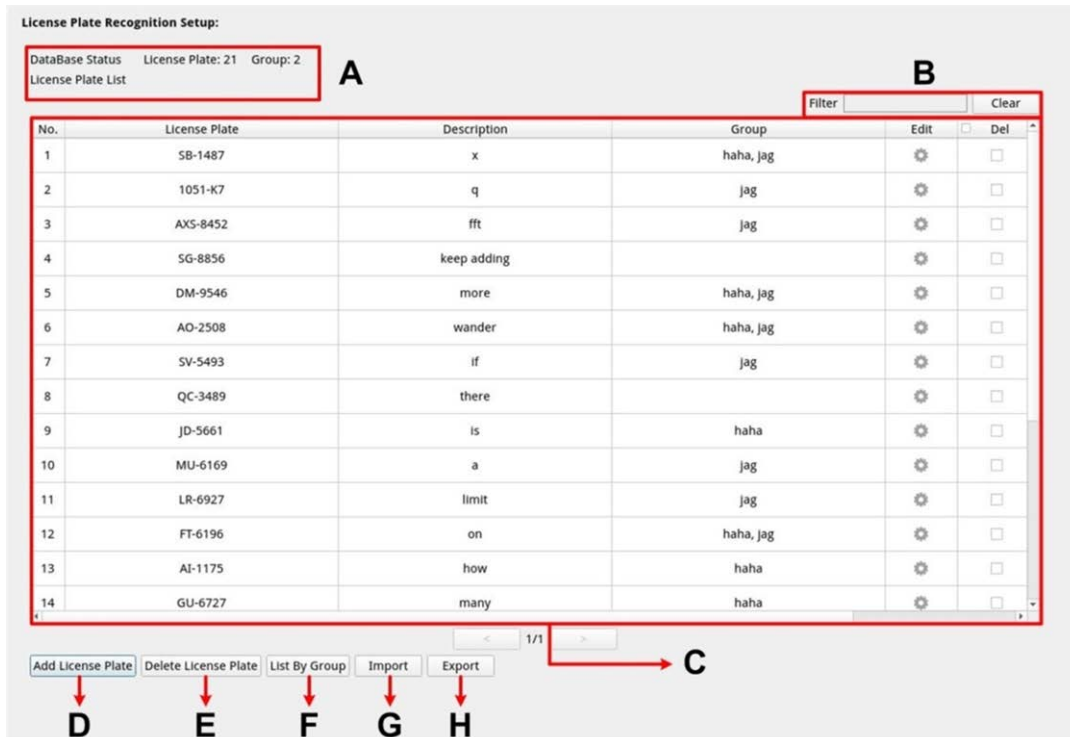 License Plate Recognition Setup:
DataBase Status License Plate: 21 Group: 2
License Plate List
A
B
Filter Clear
No. License Plate Description Group Edit Del
1 SB-1487 x haha, jag
2 1051-K7 q jag
3 AXS-8452 fft jag
4 SG-8856 keep adding
5 DM-9546 more haha, jag
6 AO-2508 wander haha, jag
7 SV-5493 if jag
8 QC-3489 there
9 JD-5661 is haha
10 MU-6169 a jag
11 LR-6927 limit jag
12 FT-6196 on haha, jag
13 AI-1175 how haha
14 GU-6727 many haha
< 1/1 >
C
Add License Plate Delete License Plate List By Group Import Export
D E F G H